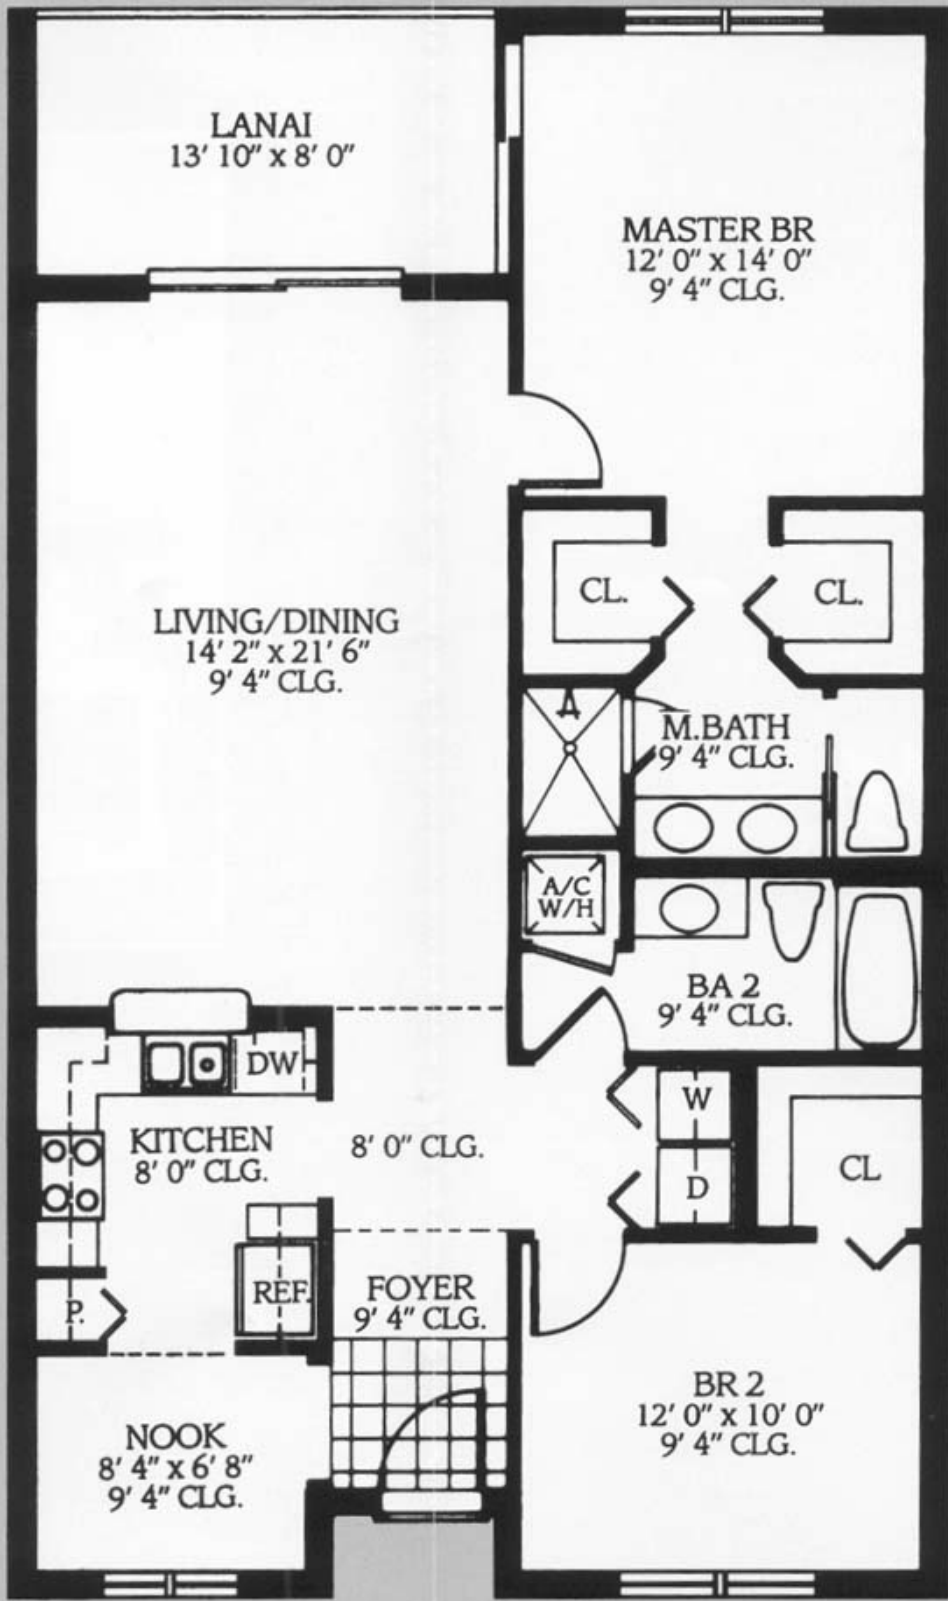 LANAI
13' 10" x 8' 0"
MASTER BR
12' 0" x 14' 0"
9' 4" CLG.
LIVING/DINING
14' 2" x 21' 6"
9' 4" CLG.
CL.
CL.
M.BATH
9' 4" CLG.
A/C
W/H
BA 2
9' 4" CLG.
DW
KITCHEN
8' 0" CLG.
8' 0" CLG.
W
D
CL
REF.
P.
FOYER
9' 4" CLG.
NOOK
8' 4" x 6' 8"
9' 4" CLG.
BR 2
12' 0" x 10' 0"
9' 4" CLG.